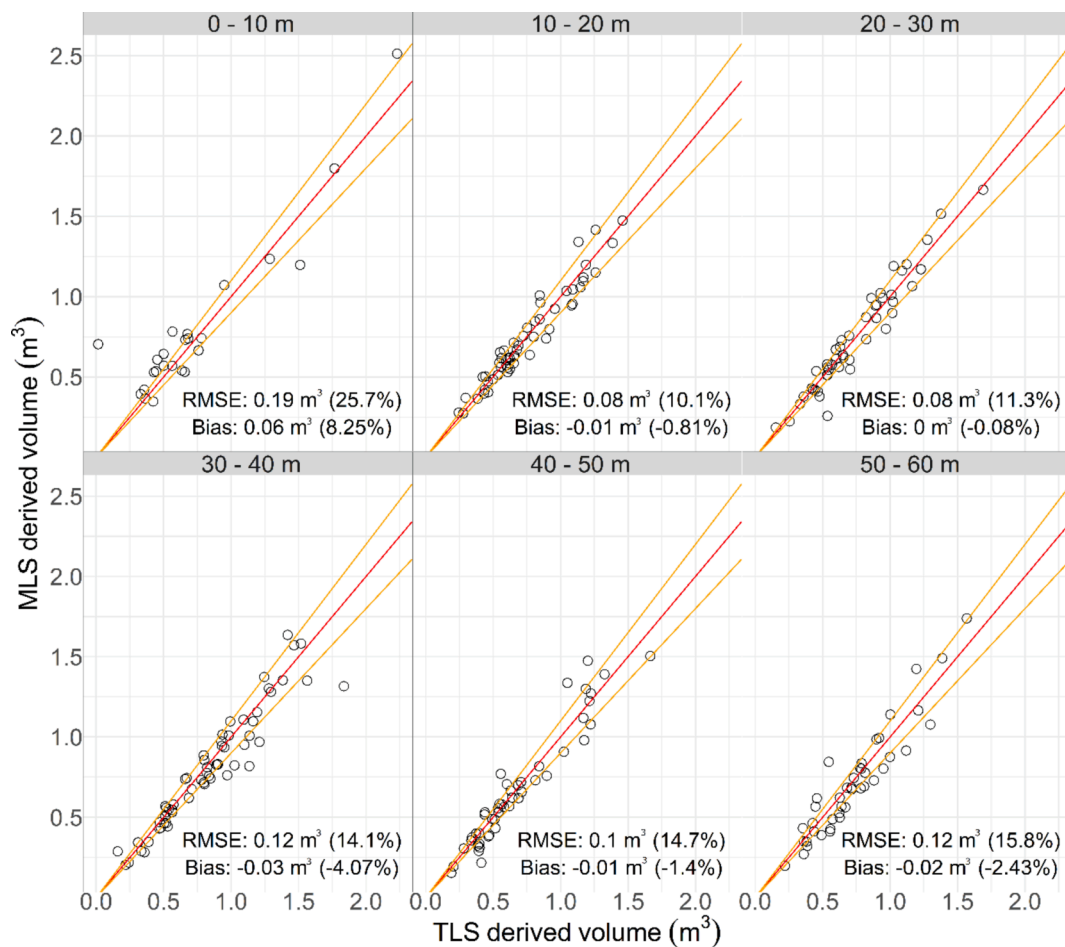 0 - 10 m 10 - 20 m 20 - 30 m
2.5
2.0
1.5
1.0
0.5
RMSE: 0.19 m³ (25.7%) RMSE: 0.08 m³ (10.1%) RMSE: 0.08 m³ (11.3%)
Bias: 0.06 m³ (8.25%) Bias: -0.01 m³ (-0.81%) Bias: 0 m³ (-0.08%)
MLS derived volume (m³)
30 - 40 m 40 - 50 m 50 - 60 m
2.5
2.0
1.5
1.0
0.5
RMSE: 0.12 m³ (14.1%) RMSE: 0.1 m³ (14.7%) RMSE: 0.12 m³ (15.8%)
Bias: -0.03 m³ (-4.07%) Bias: -0.01 m³ (-1.4%) Bias: -0.02 m³ (-2.43%)
0.0 0.5 1.0 1.5 2.0 0.0 0.5 1.0 1.5 2.0 0.0 0.5 1.0 1.5 2.0
TLS derived volume (m³)